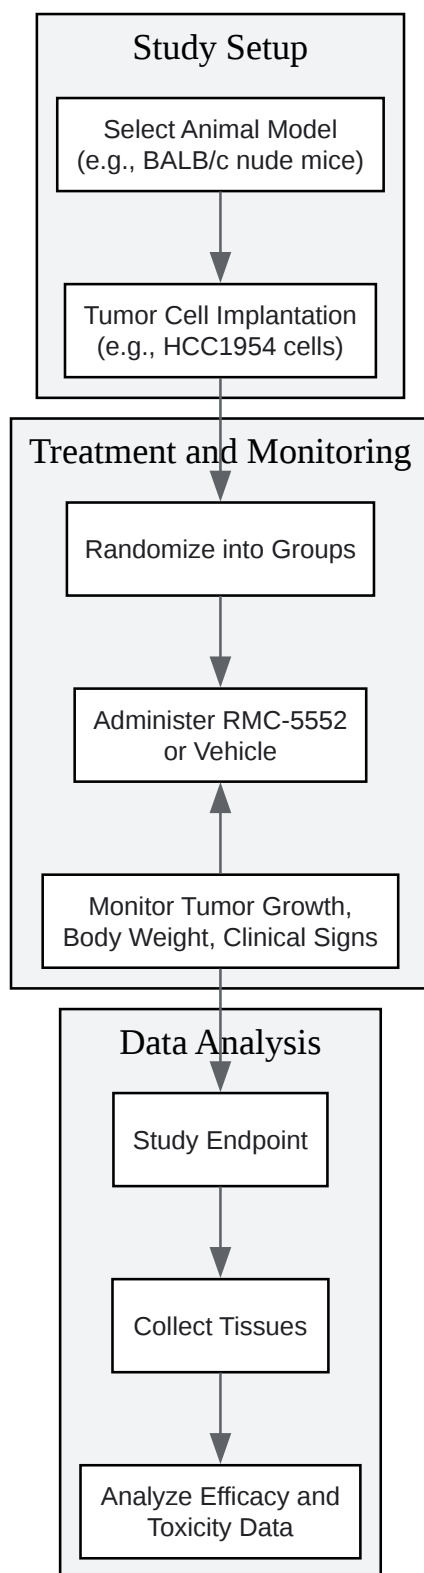 Study Setup
Select Animal Model
(e.g., BALB/c nude mice)
Tumor Cell Implantation
(e.g., HCC1954 cells)
Treatment and Monitoring
Randomize into Groups
Administer RMC-5552
or Vehicle
Monitor Tumor Growth,
Body Weight, Clinical Signs
Data Analysis
Study Endpoint
Collect Tissues
Analyze Efficacy and
Toxicity Data